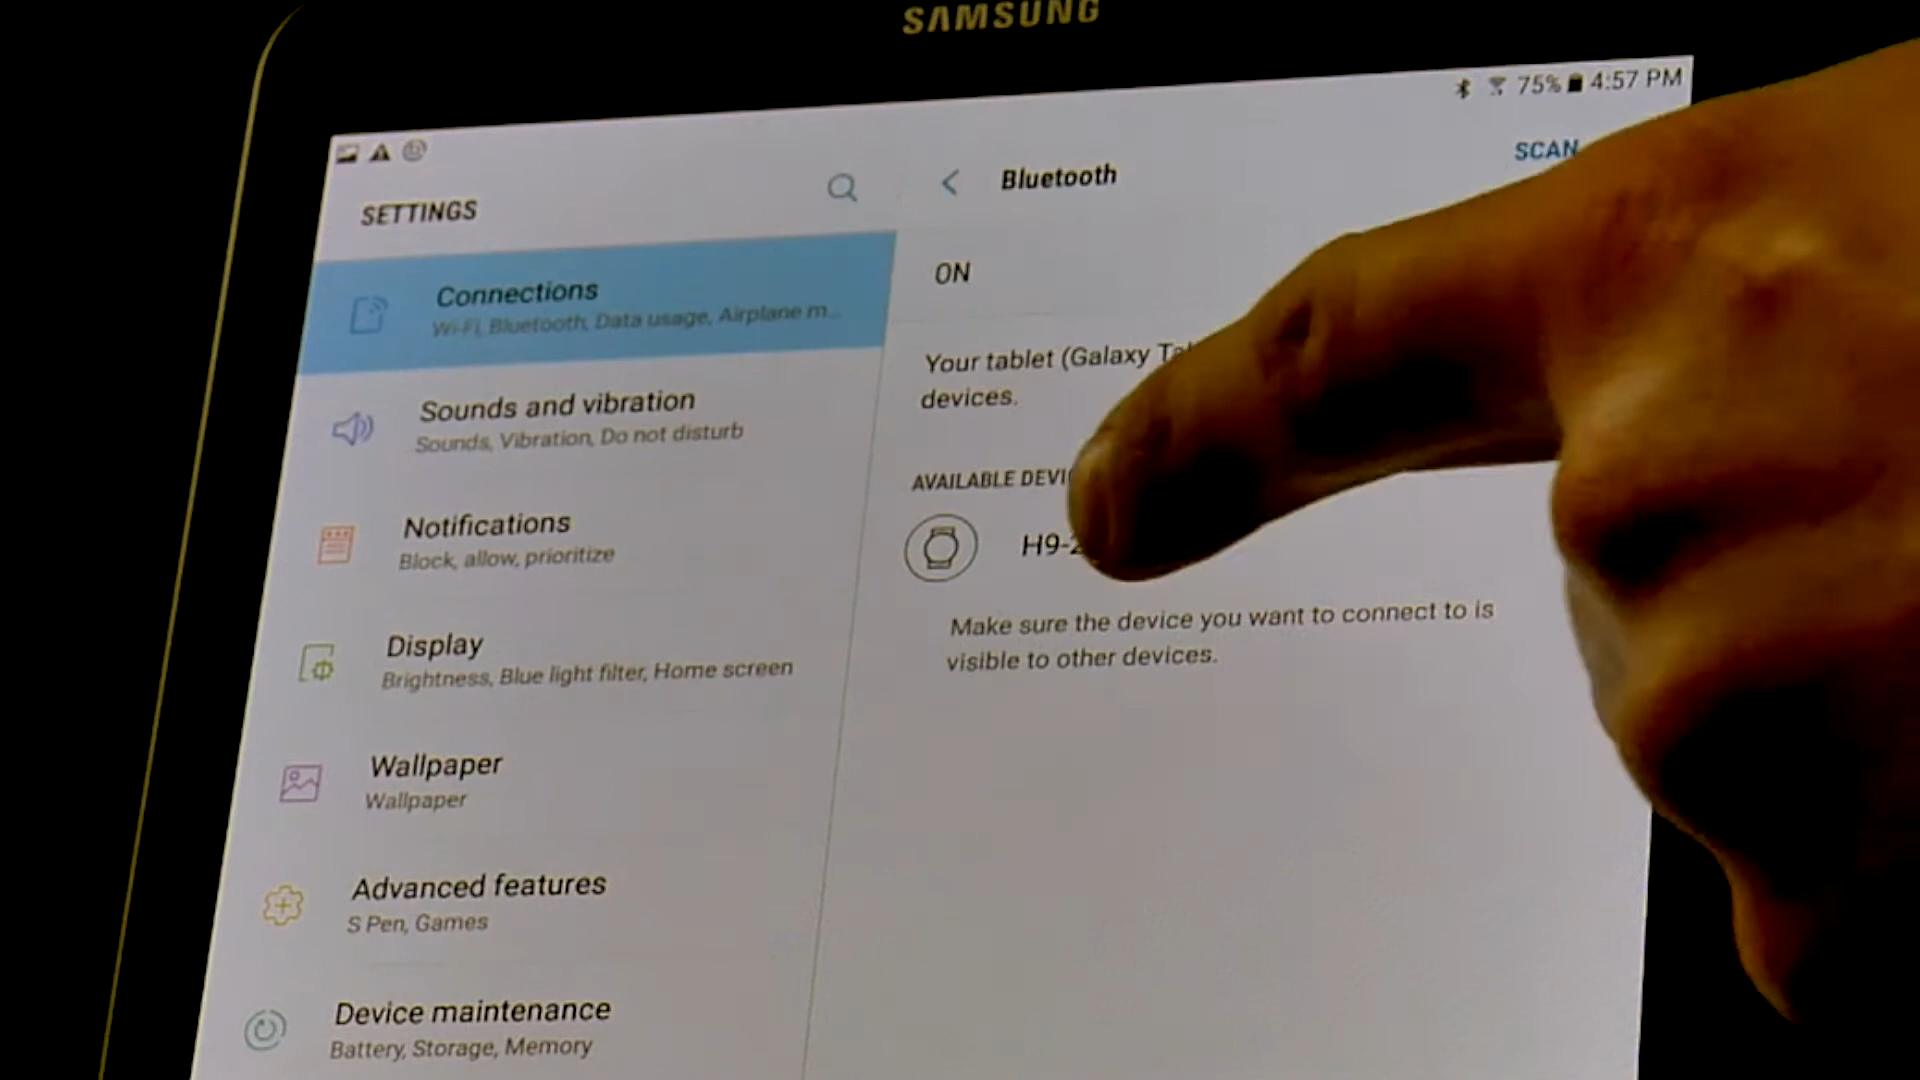 SAMSUNG
75% 4:57 PM
SETTINGS
Bluetooth
SCAN
Connections
Wi-Fi, Bluetooth, Data usage, Airplane m...
ON
Sounds and vibration
Sounds, Vibration, Do not disturb
Your tablet (Galaxy
devices.
Notifications
Block, allow, prioritize
AVAILABLE
H9-2
Display
Brightness, Blue light filter, Home screen
Make sure the device you want to connect to is
visible to other devices.
Wallpaper
Wallpaper
Advanced features
S Pen, Games
Device maintenance
Battery, Storage, Memory